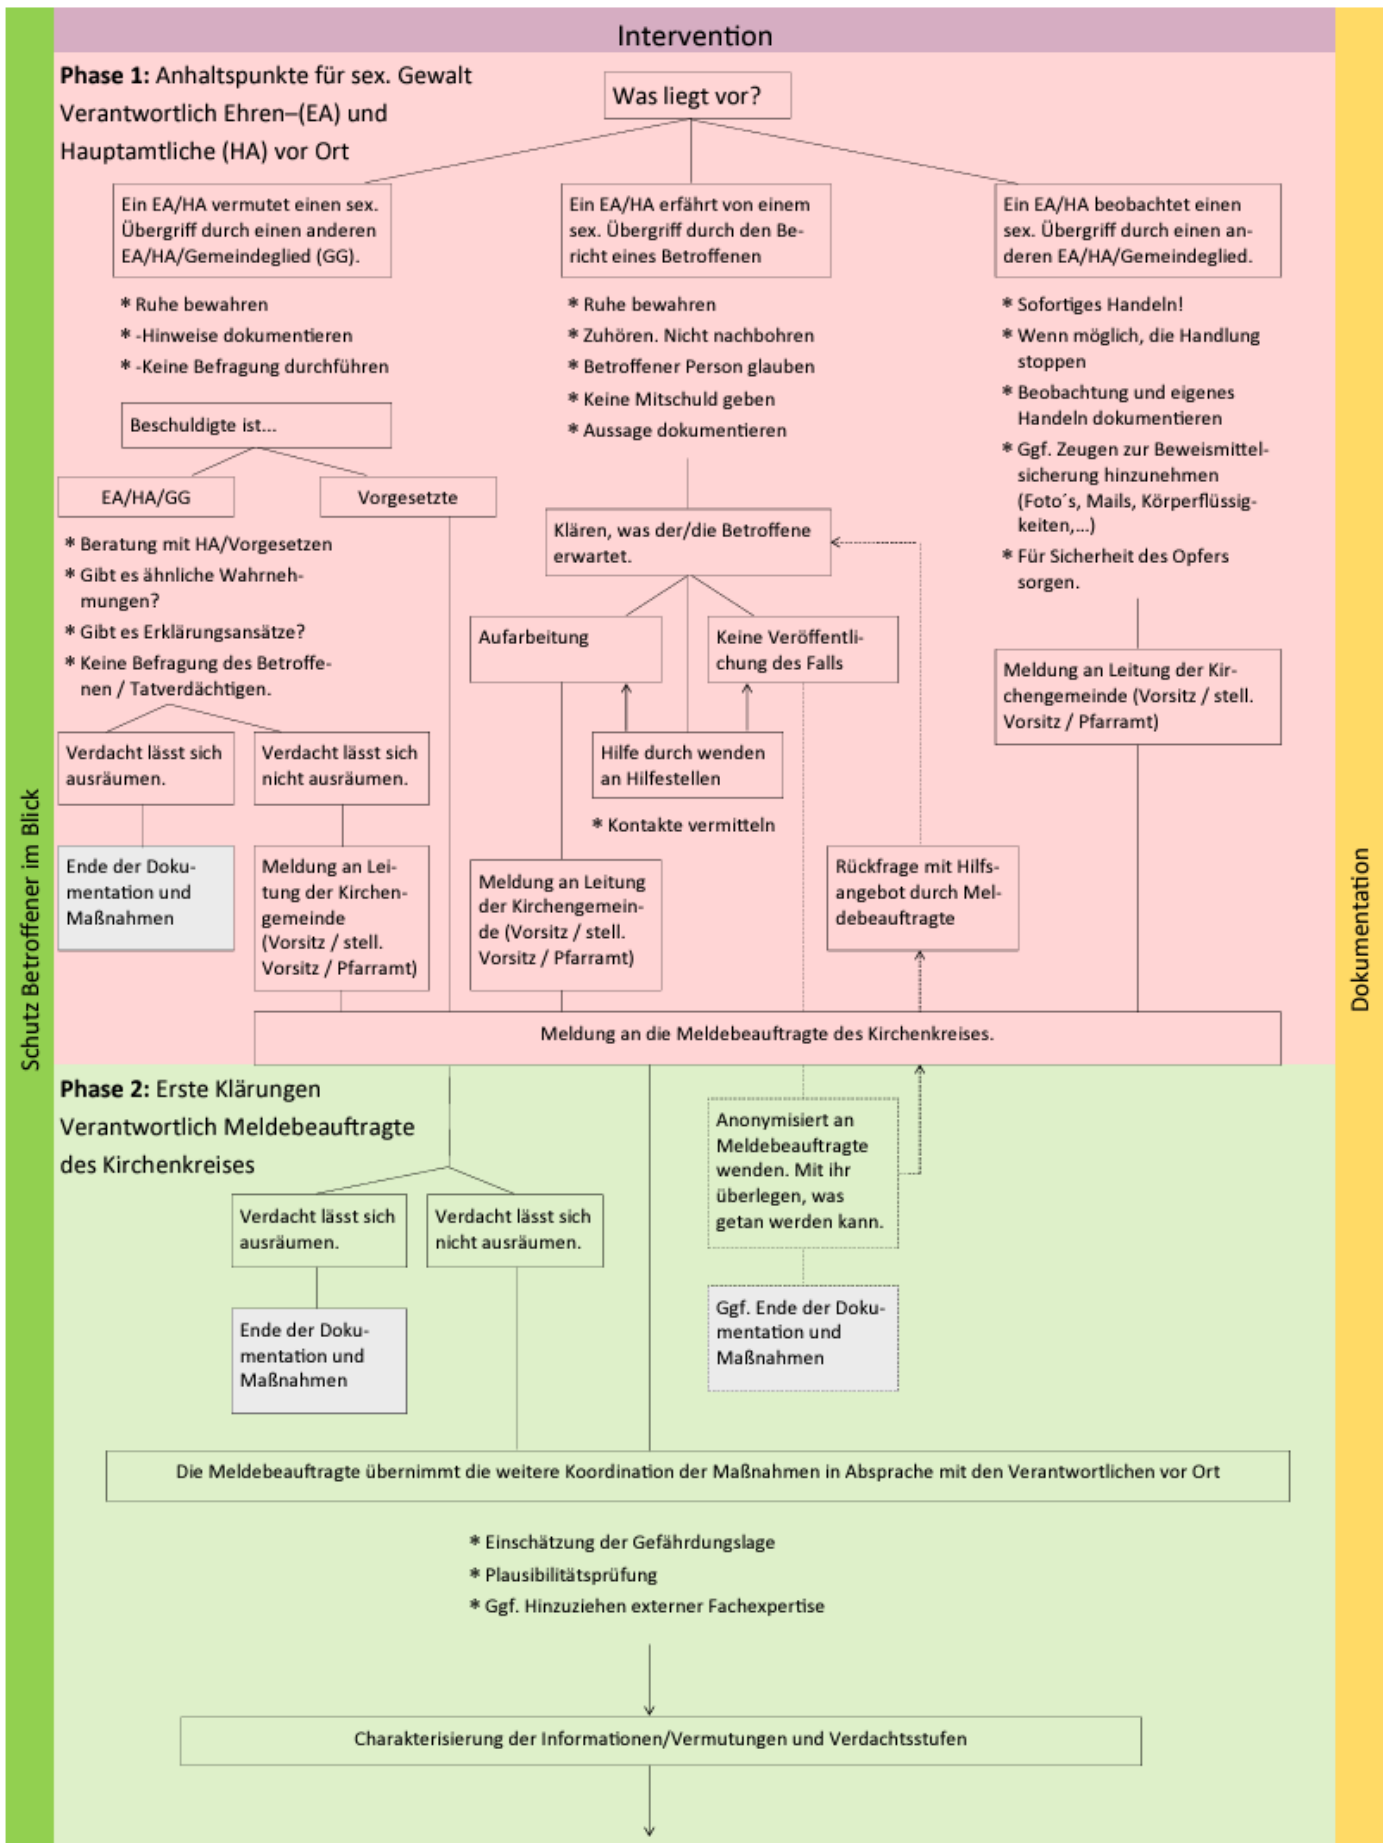 Intervention
Phase 1: Anhaltspunkte für sex. Gewalt
Verantwortlich Ehren–(EA) und
Hauptamtliche (HA) vor Ort
Was liegt vor?
Ein EA/HA vermutet einen sex.
Übergriff durch einen anderen
EA/HA/Gemeindeglied (GG).
* Ruhe bewahren
* -Hinweise dokumentieren
* -Keine Befragung durchführen
Beschuldigte ist...
EA/HA/GG
Vorgesetzte
* Beratung mit HA/Vorgesetzen
* Gibt es ähnliche Wahrneh-
mungen?
* Gibt es Erklärungsansätze?
* Keine Befragung des Betroffe-
nen / Tatverdächtigen.
Verdacht lässt sich
ausräumen.
Verdacht lässt sich
nicht ausräumen.
Ende der Doku-
mentation und
Maßnahmen
Meldung an Lei-
tung der Kirchen-
gemeinde
(Vorsitz / stell.
Vorsitz / Pfarramt)
Ein EA/HA erfährt von einem
sex. Übergriff durch den Be-
richt eines Betroffenen
* Ruhe bewahren
* Zuhören. Nicht nachbohren
* Betroffener Person glauben
* Keine Mitschuld geben
* Aussage dokumentieren
Klären, was der/die Betroffene
erwartet.
Aufarbeitung
Keine Veröffentli-
chung des Falls
Hilfe durch wenden
an Hilfestellen
* Kontakte vermitteln
Meldung an Leitung
der Kirchengemein-
de (Vorsitz / stell.
Vorsitz / Pfarramt)
Rückfrage mit Hilfs-
angebot durch Mel-
debeauftragte
Ein EA/HA beobachtet einen
sex. Übergriff durch einen an-
deren EA/HA/Gemeindeglied.
* Sofortiges Handeln!
* Wenn möglich, die Handlung
stoppen
* Beobachtung und eigenes
Handeln dokumentieren
* Ggf. Zeugen zur Beweismittel-
sicherung hinzunehmen
(Foto´s, Mails, Körperflüssig-
keiten,...)
* Für Sicherheit des Opfers
sorgen.
Meldung an Leitung der Kir-
chengemeinde (Vorsitz / stell.
Vorsitz / Pfarramt)
Meldung an die Meldebeauftragte des Kirchenkreises.
Phase 2: Erste Klärungen
Verantwortlich Meldebeauftragte
des Kirchenkreises
Verdacht lässt sich
ausräumen.
Verdacht lässt sich
nicht ausräumen.
Ende der Doku-
mentation und
Maßnahmen
Anonymisiert an
Meldebeauftragte
wenden. Mit ihr
überlegen, was
getan werden kann.
Ggf. Ende der Doku-
mentation und
Maßnahmen
Die Meldebeauftragte übernimmt die weitere Koordination der Maßnahmen in Absprache mit den Verantwortlichen vor Ort
* Einschätzung der Gefährdungslage
* Plausibilitätsprüfung
* Ggf. Hinzuziehen externer Fachexpertise
Charakterisierung der Informationen/Vermutungen und Verdachtsstufen
Schutz Betroffener im Blick
Dokumentation